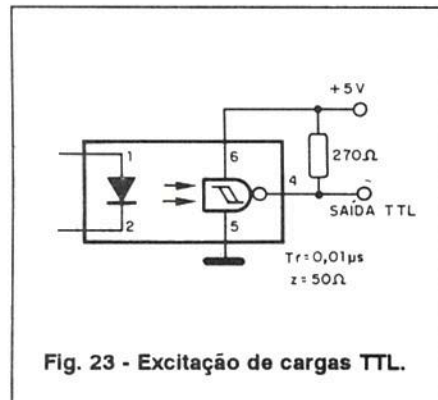 +5V
1
6
270Ω
4
SAÍDA TTL
2
5
Tr=0,01µs
z=50Ω
Fig. 23 - Excitação de cargas TTL.